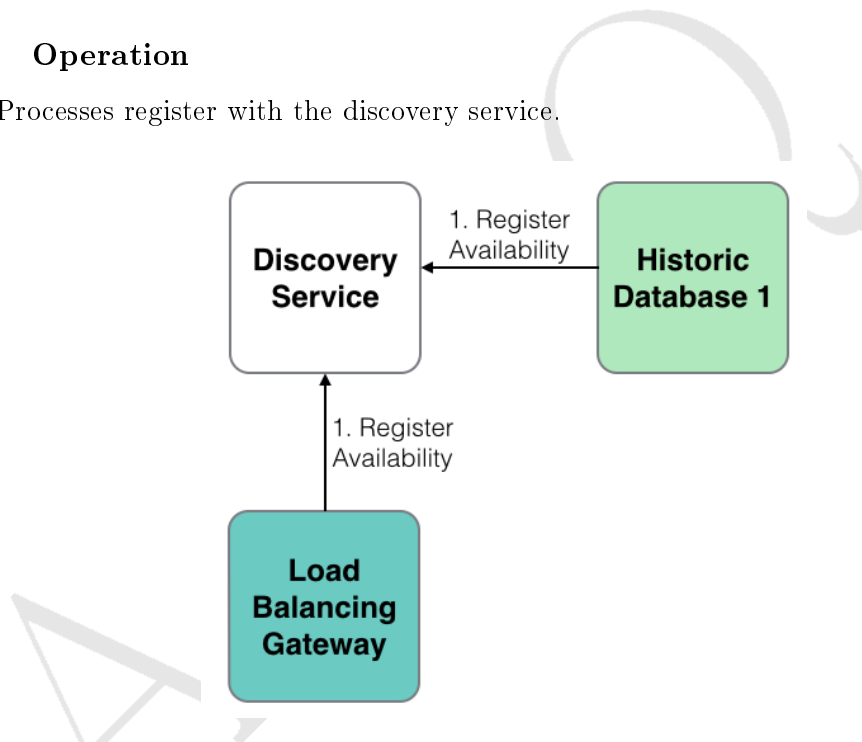 Operation
Processes register with the discovery service.
1. Register
Availability
Discovery
Service
Historic
Database 1
1. Register
Availability
Load
Balancing
Gateway